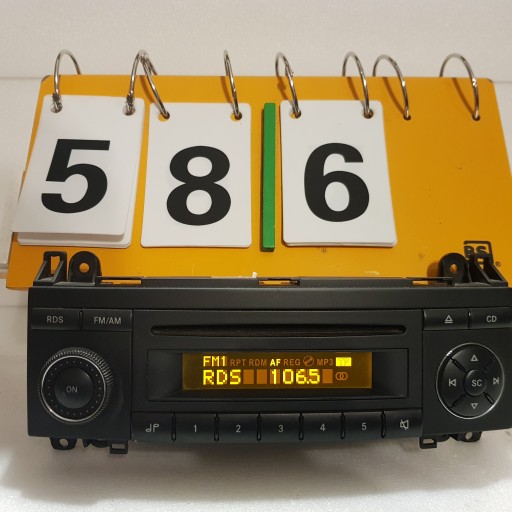 5 8 6
RS
RDS FM/AM CD
FM1 RPT RDM AF REG MP3
RDS 106.5
ON SC
1 2 3 4 5